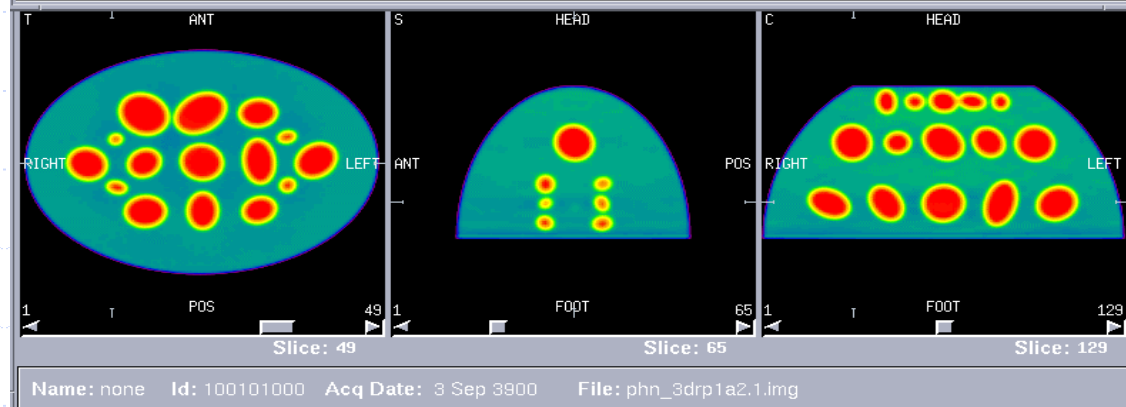 T ANT S HEAD C HEAD
RIGHT LEFT ANT POS RIGHT LEFT
1 POS 49 1 FOOT 65 1 FOOT 129
Slice: 49 Slice: 65 Slice: 129
Name: none Id: 100101000 Acq Date: 3 Sep 3900 File: phn_3drp1a2.1.img